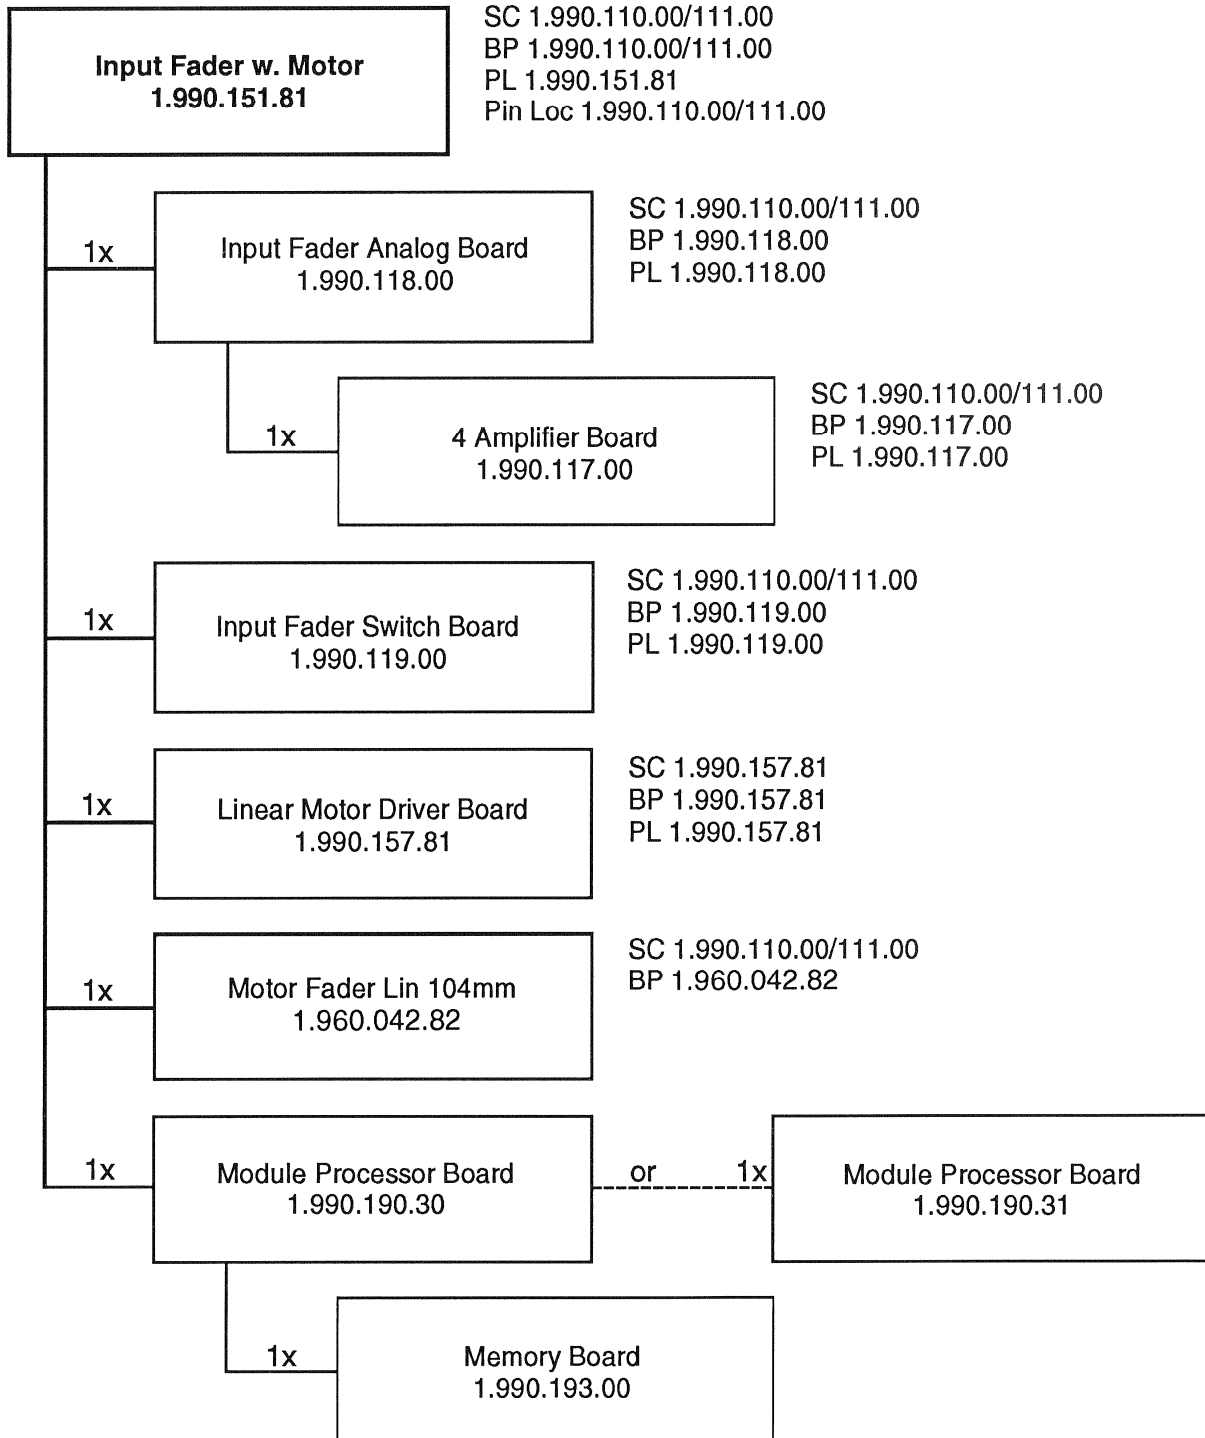 Input Fader w. Motor
1.990.151.81
SC 1.990.110.00/111.00
BP 1.990.110.00/111.00
PL 1.990.151.81
Pin Loc 1.990.110.00/111.00
1x
Input Fader Analog Board
1.990.118.00
SC 1.990.110.00/111.00
BP 1.990.118.00
PL 1.990.118.00
1x
4 Amplifier Board
1.990.117.00
SC 1.990.110.00/111.00
BP 1.990.117.00
PL 1.990.117.00
1x
Input Fader Switch Board
1.990.119.00
SC 1.990.110.00/111.00
BP 1.990.119.00
PL 1.990.119.00
1x
Linear Motor Driver Board
1.990.157.81
SC 1.990.157.81
BP 1.990.157.81
PL 1.990.157.81
1x
Motor Fader Lin 104mm
1.960.042.82
SC 1.990.110.00/111.00
BP 1.960.042.82
1x
Module Processor Board
1.990.190.30
or
1x
Module Processor Board
1.990.190.31
1x
Memory Board
1.990.193.00